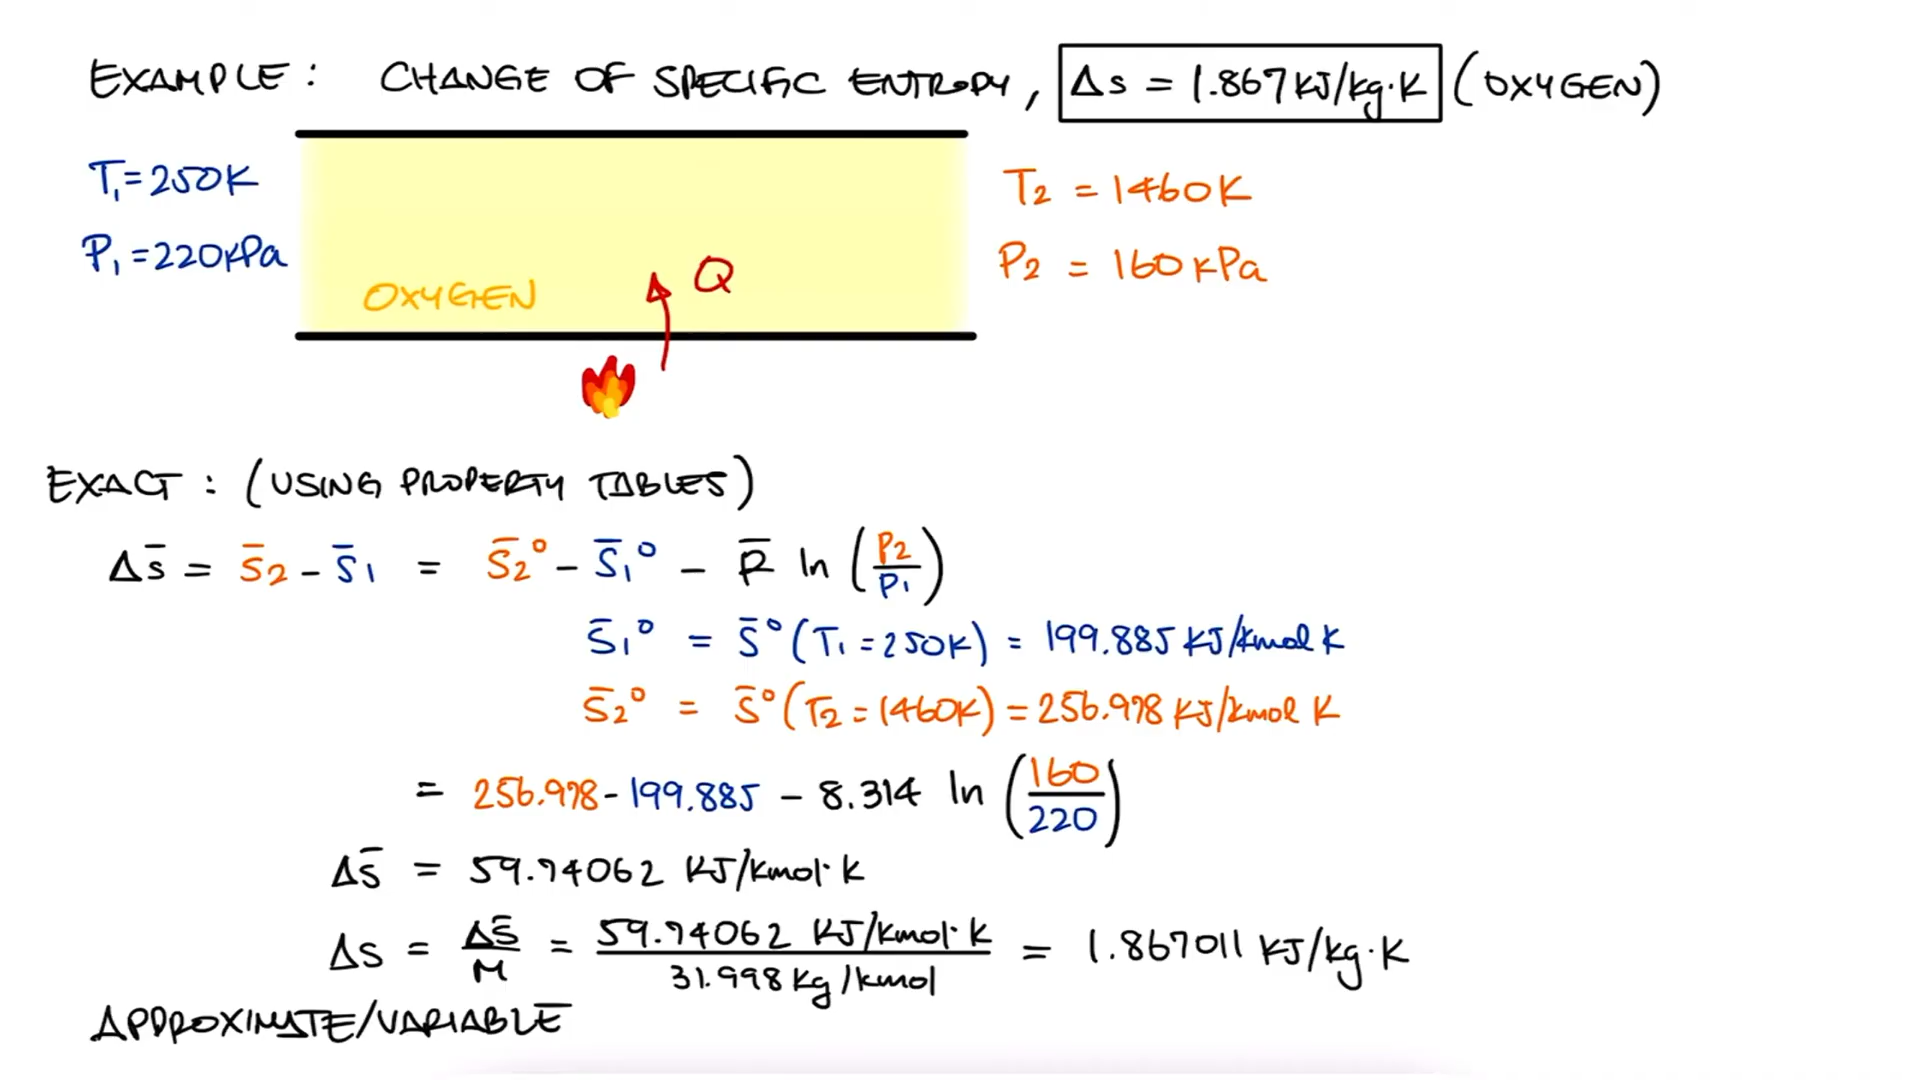 EXAMPLE: CHANGE OF SPECIFIC ENTROPY, Δs = 1.867 KJ/kg·K (OXYGEN)
T₁=250K
P₁=220kPa
OXYGEN
Q
T₂ = 1460K
P₂ = 160kPa
EXACT: (USING PROPERTY TABLES)
Δs̄ = s̄₂ - s̄₁ = s̄₂° - s̄₁° - R̄ ln (P₂/P₁)
s̄₁° = s̄°(T₁=250K) = 199.885 KJ/kmol K
s̄₂° = s̄°(T₂=1460K) = 256.978 KJ/kmol K
= 256.978 - 199.885 - 8.314 ln (160/220)
Δs̄ = 59.74062 KJ/kmol·K
Δs = Δs̄/M = 59.74062 KJ/kmol·K / 31.998 Kg/kmol = 1.867011 KJ/kg·K
APPROXIMATE/VARIABLE